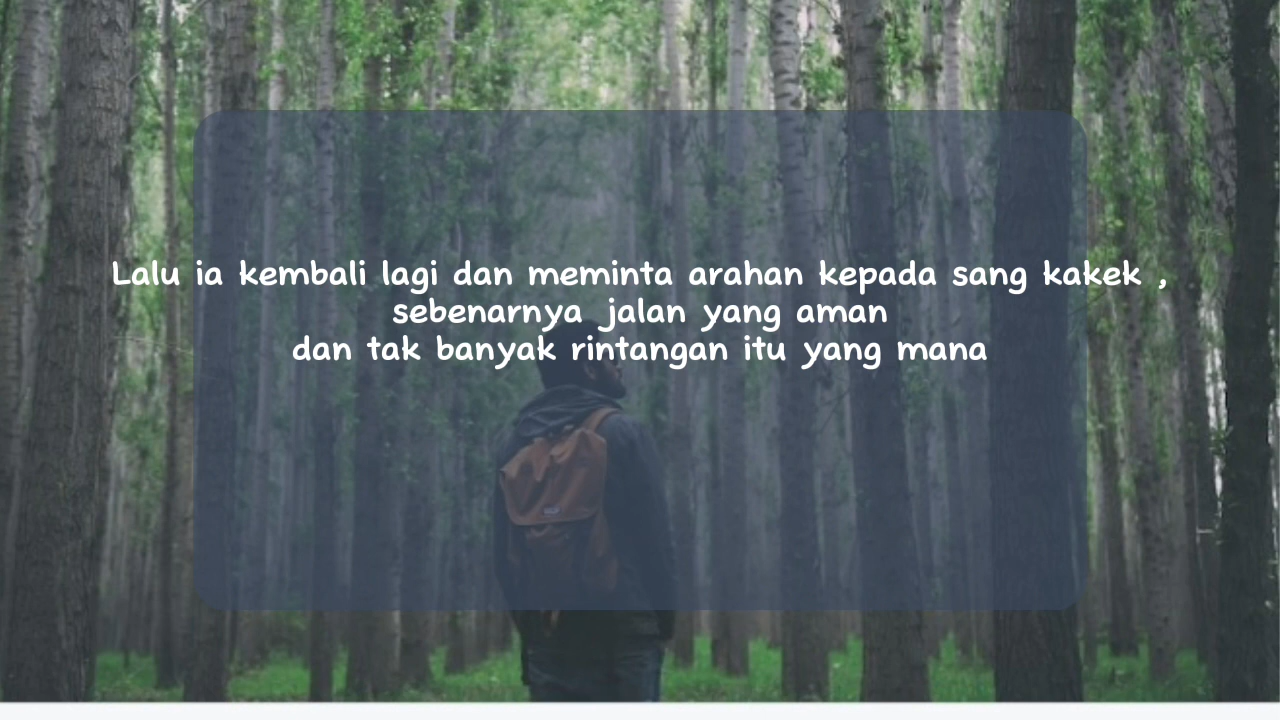 Lalu ia kembali lagi dan meminta arahan kepada sang kakek ,
sebenarnya jalan yang aman
dan tak banyak rintangan itu yang mana